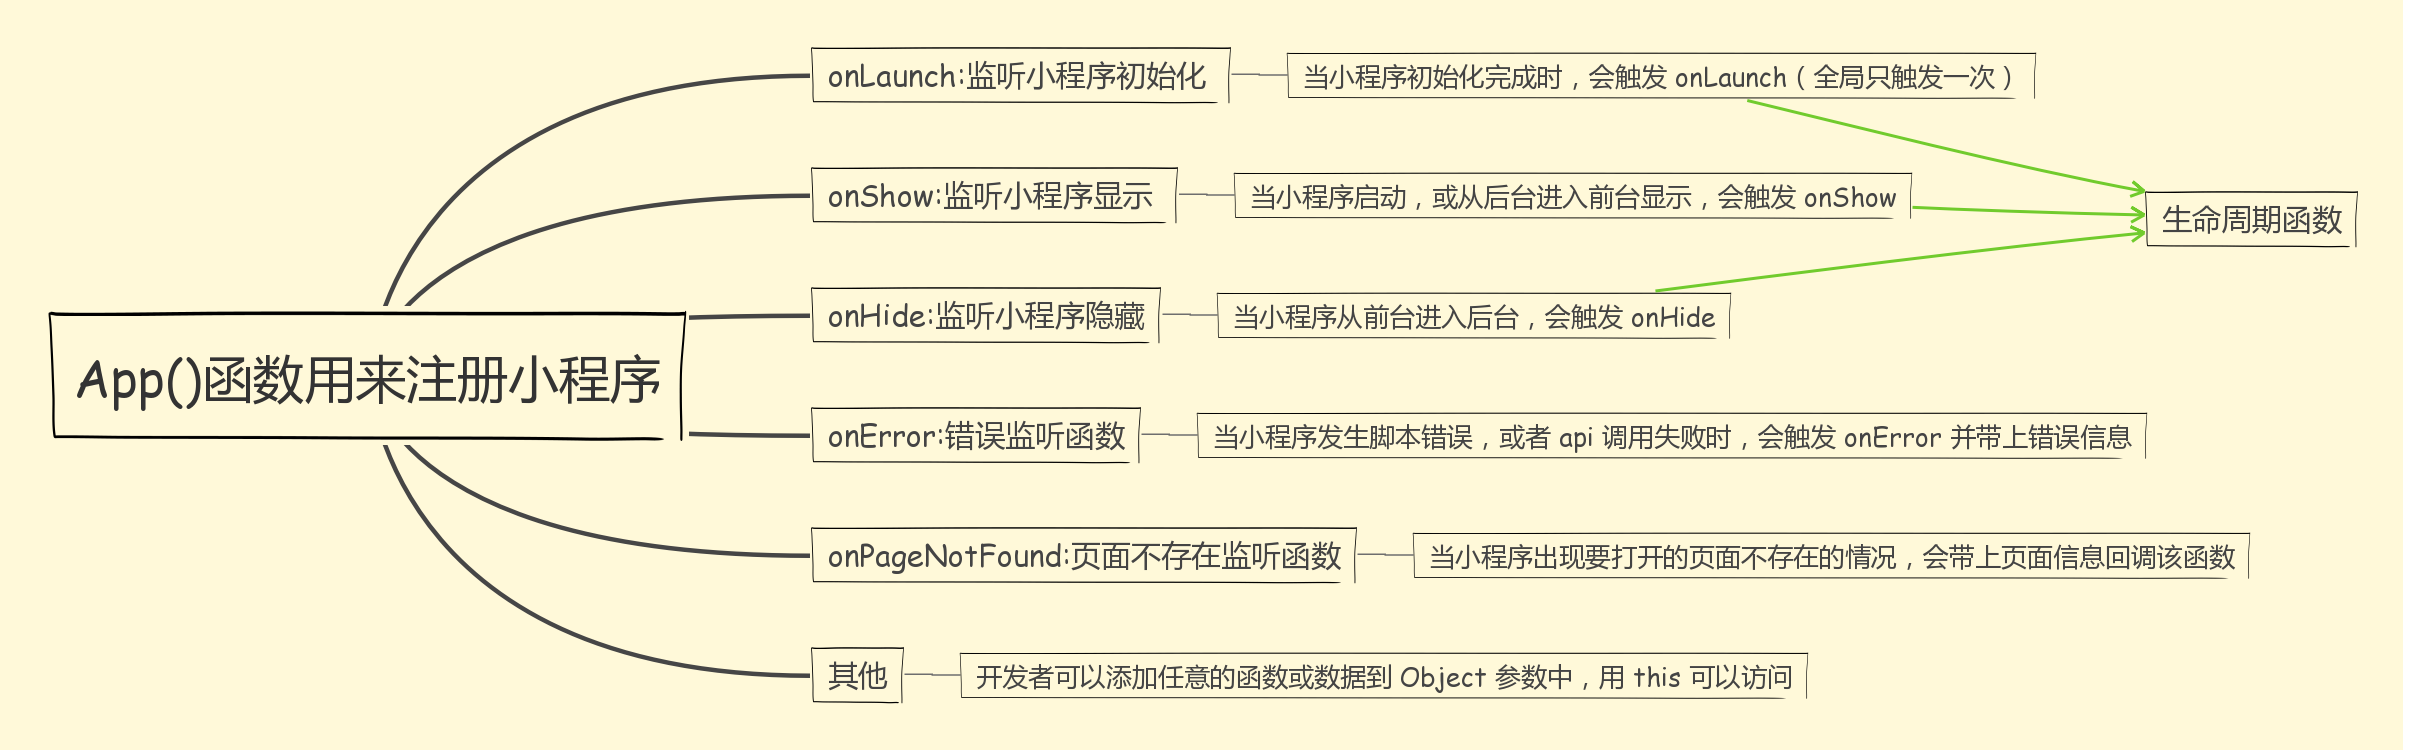 App()函数用来注册小程序
onLaunch:监听小程序初始化
当小程序初始化完成时，会触发 onLaunch（全局只触发一次）
onShow:监听小程序显示
当小程序启动，或从后台进入前台显示，会触发 onShow
onHide:监听小程序隐藏
当小程序从前台进入后台，会触发 onHide
生命周期函数
onError:错误监听函数
当小程序发生脚本错误，或者 api 调用失败时，会触发 onError 并带上错误信息
onPageNotFound:页面不存在监听函数
当小程序出现要打开的页面不存在的情况，会带上页面信息回调该函数
其他
开发者可以添加任意的函数或数据到 Object 参数中，用 this 可以访问